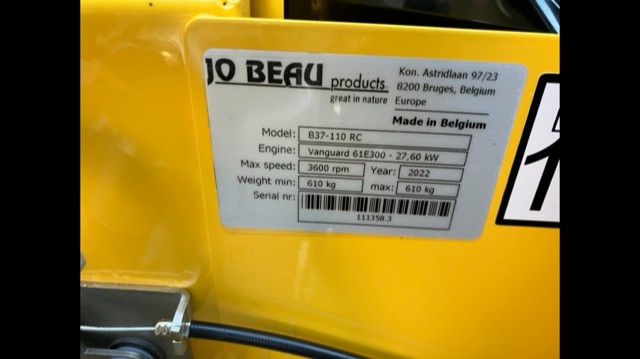 JO BEAU products
great in nature
Kon. Astridlaan 97/23
8200 Bruges, Belgium
Europe
Made in Belgium
Model: B37-110 RC
Engine: Vanguard 61E300 - 27,60 kW
Max speed: 3600 rpm Year: 2022
Weight min: 610 kg max: 610 kg
Serial nr:
111358.3